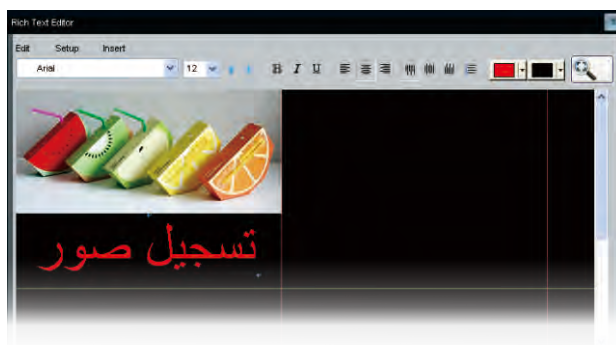 Rich Text Editor
Edit Setup Insert
Arial 12 B I U
تسجيل صور